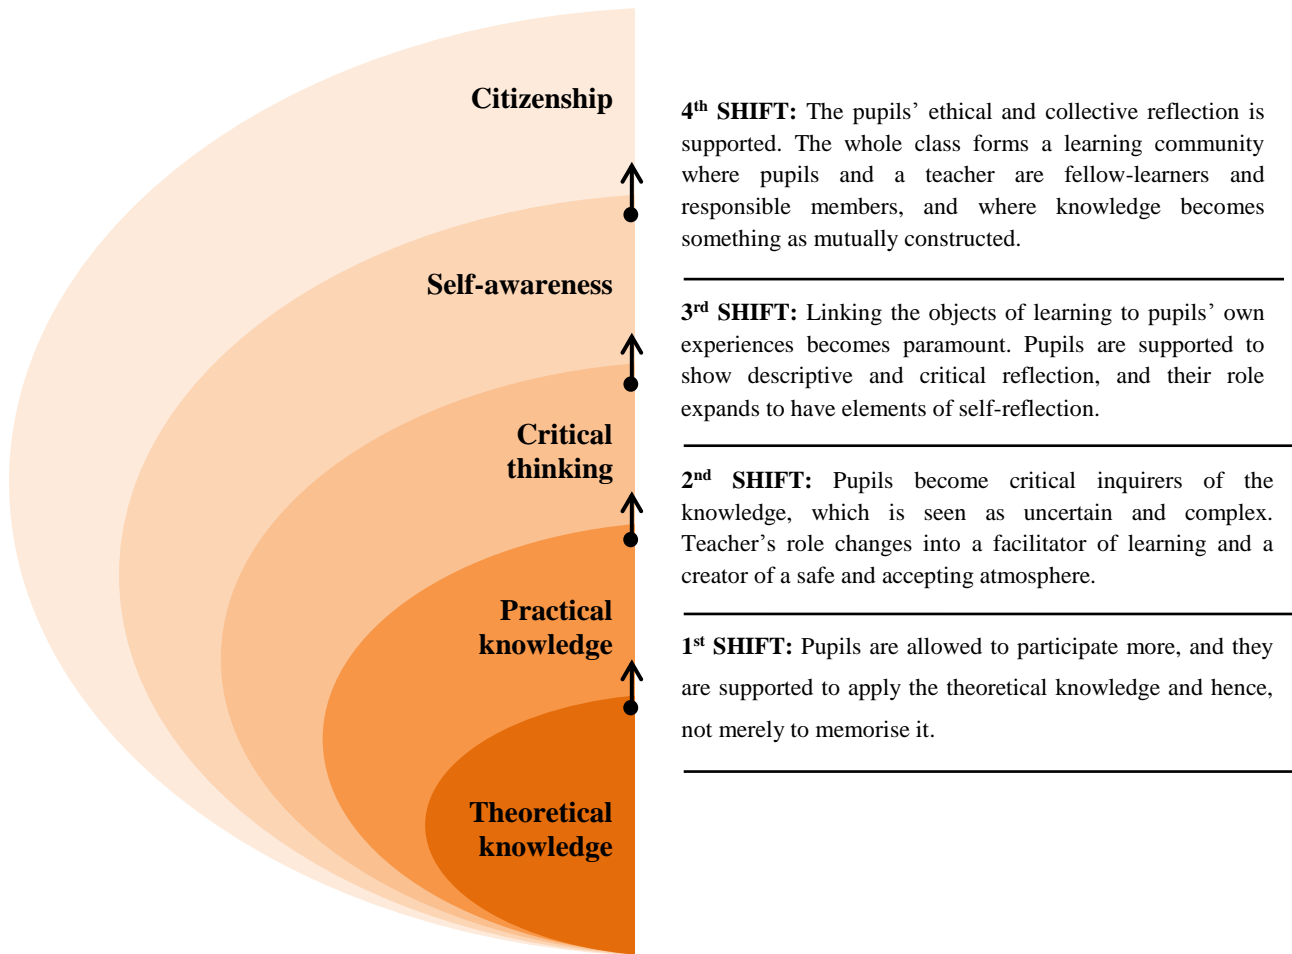 Citizenship
4th SHIFT: The pupils’ ethical and collective reflection is
supported. The whole class forms a learning community
where pupils and a teacher are fellow-learners and
responsible members, and where knowledge becomes
something as mutually constructed.
Self-awareness
3rd SHIFT: Linking the objects of learning to pupils’ own
experiences becomes paramount. Pupils are supported to
show descriptive and critical reflection, and their role
expands to have elements of self-reflection.
Critical
thinking
2nd SHIFT: Pupils become critical inquirers of the
knowledge, which is seen as uncertain and complex.
Teacher’s role changes into a facilitator of learning and a
creator of a safe and accepting atmosphere.
Practical
knowledge
1st SHIFT: Pupils are allowed to participate more, and they
are supported to apply the theoretical knowledge and hence,
not merely to memorise it.
Theoretical
knowledge